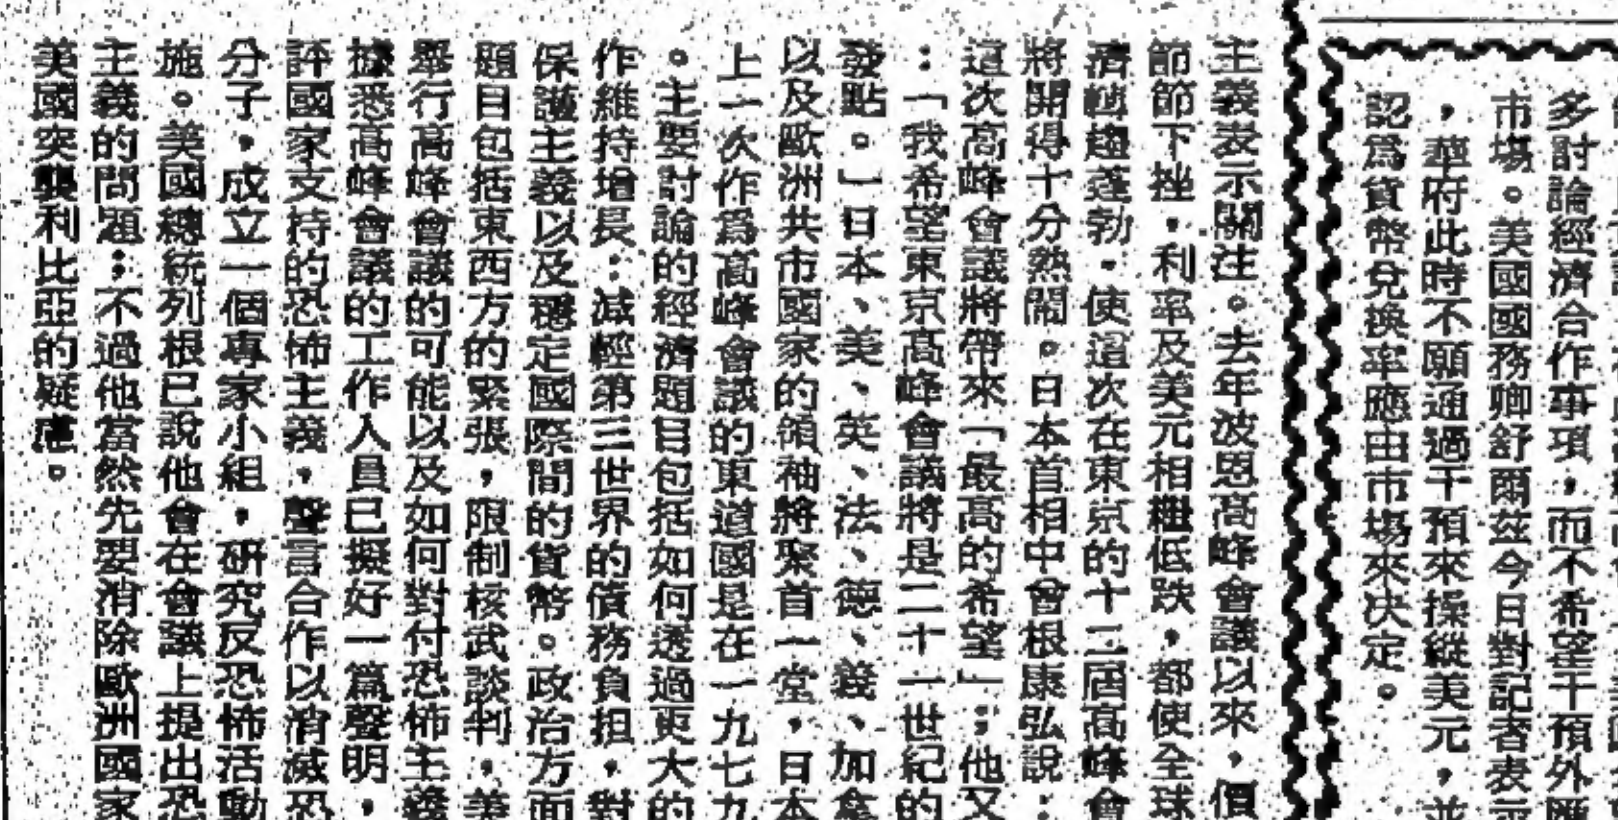 多討論經濟合作事項，而不希望干預外匯
市場。美國國務卿舒爾茲今日對記者表示
，華府此時不願通過干預來操縱美元，並
認爲貨幣兌換率應由市場來決定。
主義表示關注。去年波恩高峰會議以來，價
節節下挫，利率及美元相繼低跌，都使全球
濟轉趨蓬勃，使這次在東京的十二屆高峰會
將開得十分熱鬧。日本首相中曾根康弘說：
這次高峰會議將帶來「最高的希望」；他又
：「我希望東京高峰會議將是二十一世紀的
發點。」日本、美、英、法、德、義、加拿
以及歐洲共市國家的領袖將聚首一堂，日本
上一次作爲高峰會議的東道國是在一九七九
。主要討論的經濟題目包括如何透過更大的
作維持增長；減輕第三世界的債務負担，對
保護主義以及穩定國際間的貨幣。政治方面
題目包括東西方的緊張，限制核武談判，美
舉行高峰會議的可能以及如何對付恐怖主義
據悉高峰會議的工作人員已擬好一篇聲明，
評國家支持的恐怖主義，聲言合作以消滅恐
分子，成立一個專家小組，研究反恐怖活動
施。美國總統列根已說他會在會議上提出恐
主義的問題；不過他當然先要消除歐洲國家
美國突襲利比亞的疑慮。